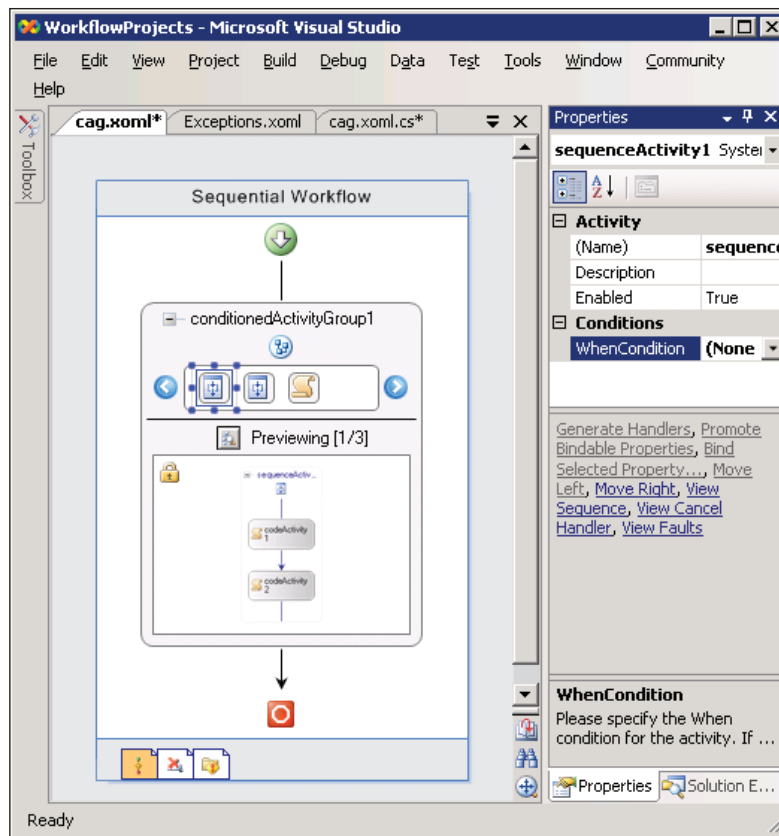 WorkflowProjects - Microsoft Visual Studio
File Edit View Project Build Debug Data Test Tools Window Community
Help
Toolbox
cag.xoml* Exceptions.xoml cag.xoml.cs*
Sequential Workflow
conditionedActivityGroup1
Previewing [1/3]
sequenceActiv...
codeActivity
1
codeActivity
2
Properties
sequenceActivity1 System
Activity
(Name) sequence
Description
Enabled True
Conditions
WhenCondition (None
Generate Handlers, Promote
Bindable Properties, Bind
Selected Property..., Move
Left, Move Right, View
Sequence, View Cancel
Handler, View Faults
WhenCondition
Please specify the When
condition for the activity. If ...
Properties Solution E...
Ready